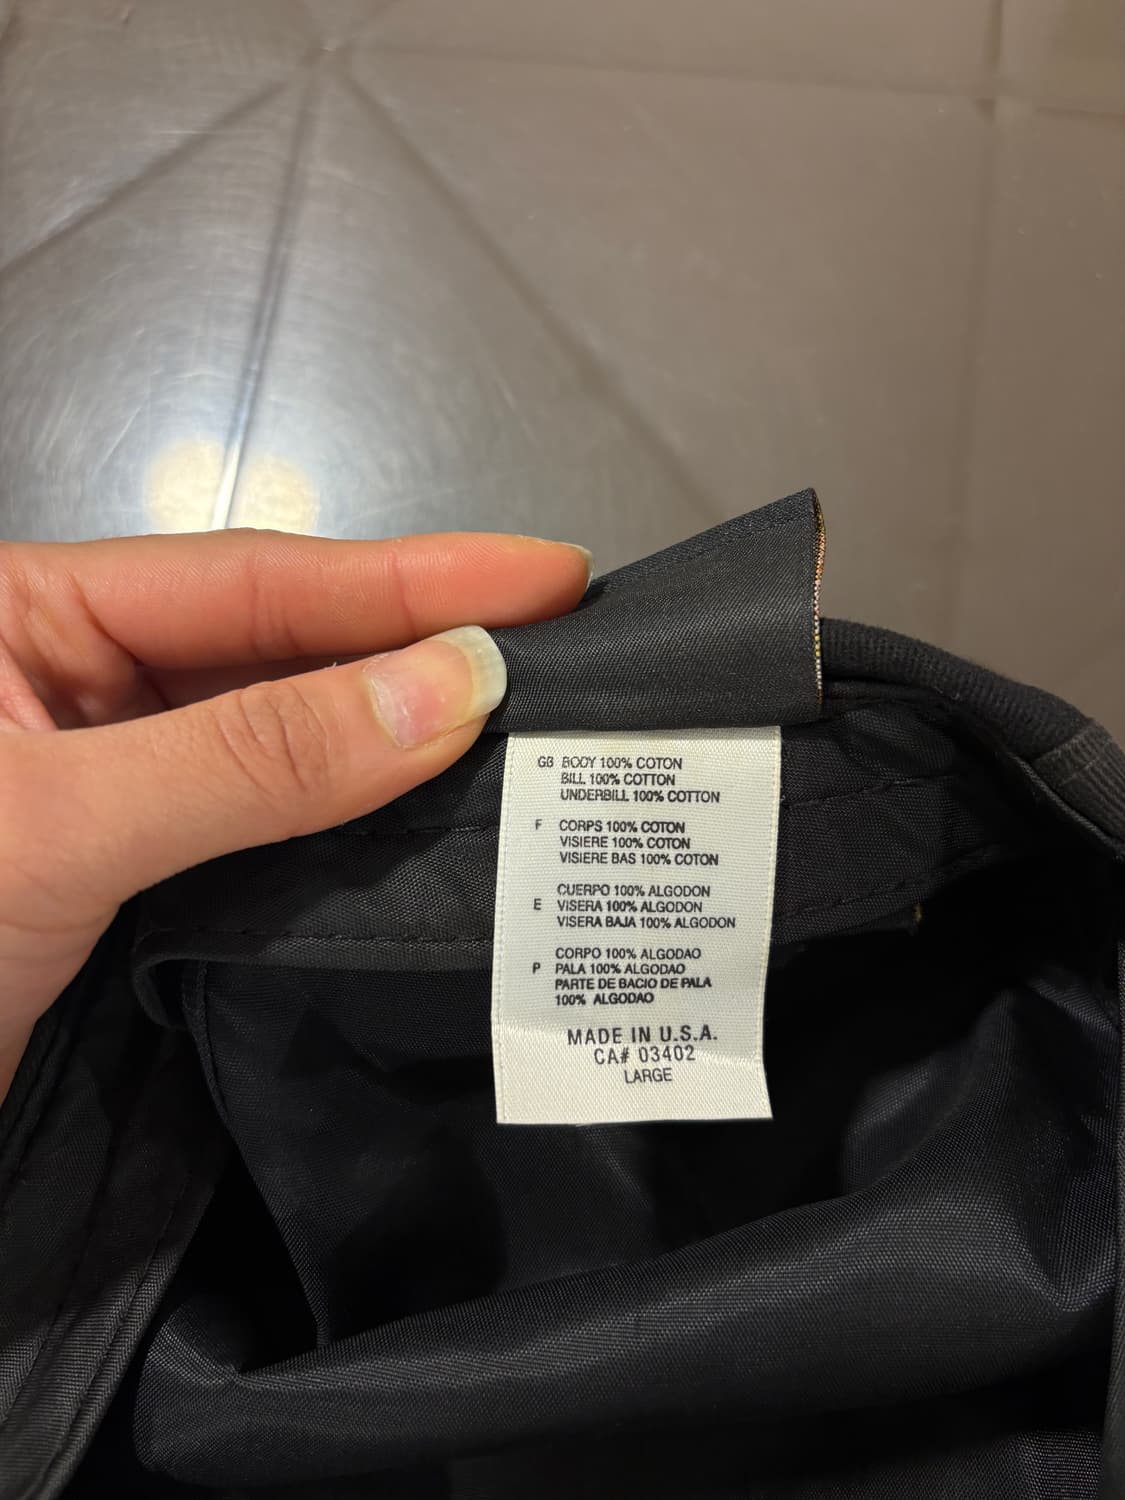 GB BODY 100% COTON
BILL 100% COTTON
UNDERBILL 100% COTTON
F CORPS 100% COTON
VISIERE 100% COTON
VISIERE BAS 100% COTON
CUERPO 100% ALGODON
E VISERA 100% ALGODON
VISERA BAJA 100% ALGODON
CORPO 100% ALGODAO
P PALA 100% ALGODAO
PARTE DE BACIO DE PALA
100% ALGODAO
MADE IN U.S.A.
CA# 03402
LARGE